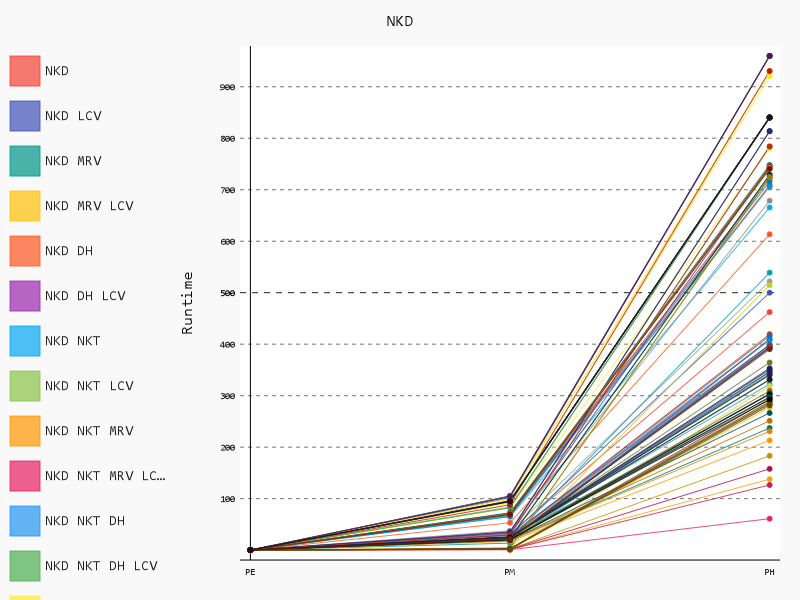 NKD
NKD
NKD LCV
NKD MRV
NKD MRV LCV
NKD DH
NKD DH LCV
NKD NKT
NKD NKT LCV
NKD NKT MRV
NKD NKT MRV LC…
NKD NKT DH
NKD NKT DH LCV
Runtime
900
800
700
600
500
400
300
200
100
PE PM PH